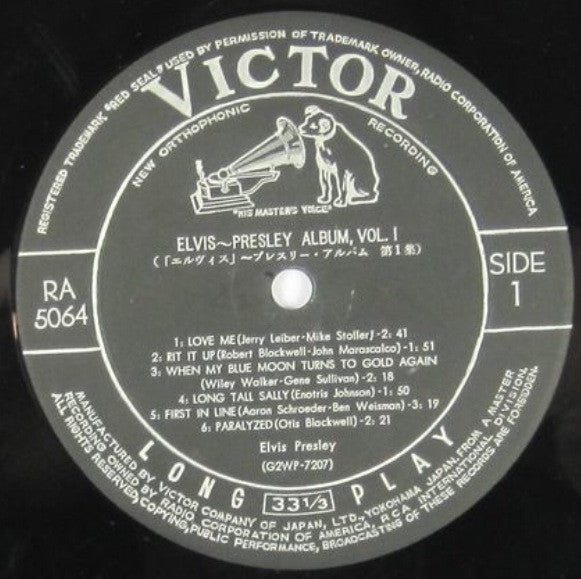 REGISTERED TRADEMARK "RED SEAL" USED BY PERMISSION OF TRADEMARK OWNER, RADIO CORPORATION OF AMERICA
VICTOR
NEW ORTHOPHONIC RECORDING
"HIS MASTER'S VOICE"
ELVIS~PRESLEY ALBUM, VOL. 1
(「エルヴィス」~プレスリー・アルバム 第1集)
RA
5064
SIDE
1
1: LOVE ME (Jerry Leiber-Mike Stoller)-2: 41
2: RIT IT UP (Robert Blackwell-John Marascalco)-1: 51
3: WHEN MY BLUE MOON TURNS TO GOLD AGAIN
(Wiley Walker-Gene Sullivan)-2: 18
4: LONG TALL SALLY (Enotris Johnson)-1: 50
5: FIRST IN LINE (Aaron Schroeder-Ben Weisman)-3: 19
6: PARALYZED (Otis Blackwell)-2: 21
Elvis Presley
(G2WP-7207)
LONG 33 1/3 PLAY
MANUFACTURED BY VICTOR COMPANY OF JAPAN, LTD., YOKOHAMA JAPAN, FROM A MASTER
RECORDING OWNED BY RADIO CORPORATION OF AMERICA, RCA INTERNATIONAL DIVISION.
ALL RIGHTS RESERVED, COPYING, PUBLIC PERFORMANCE, BROADCASTING OF THESE RECORDS ARE FORBIDDEN.